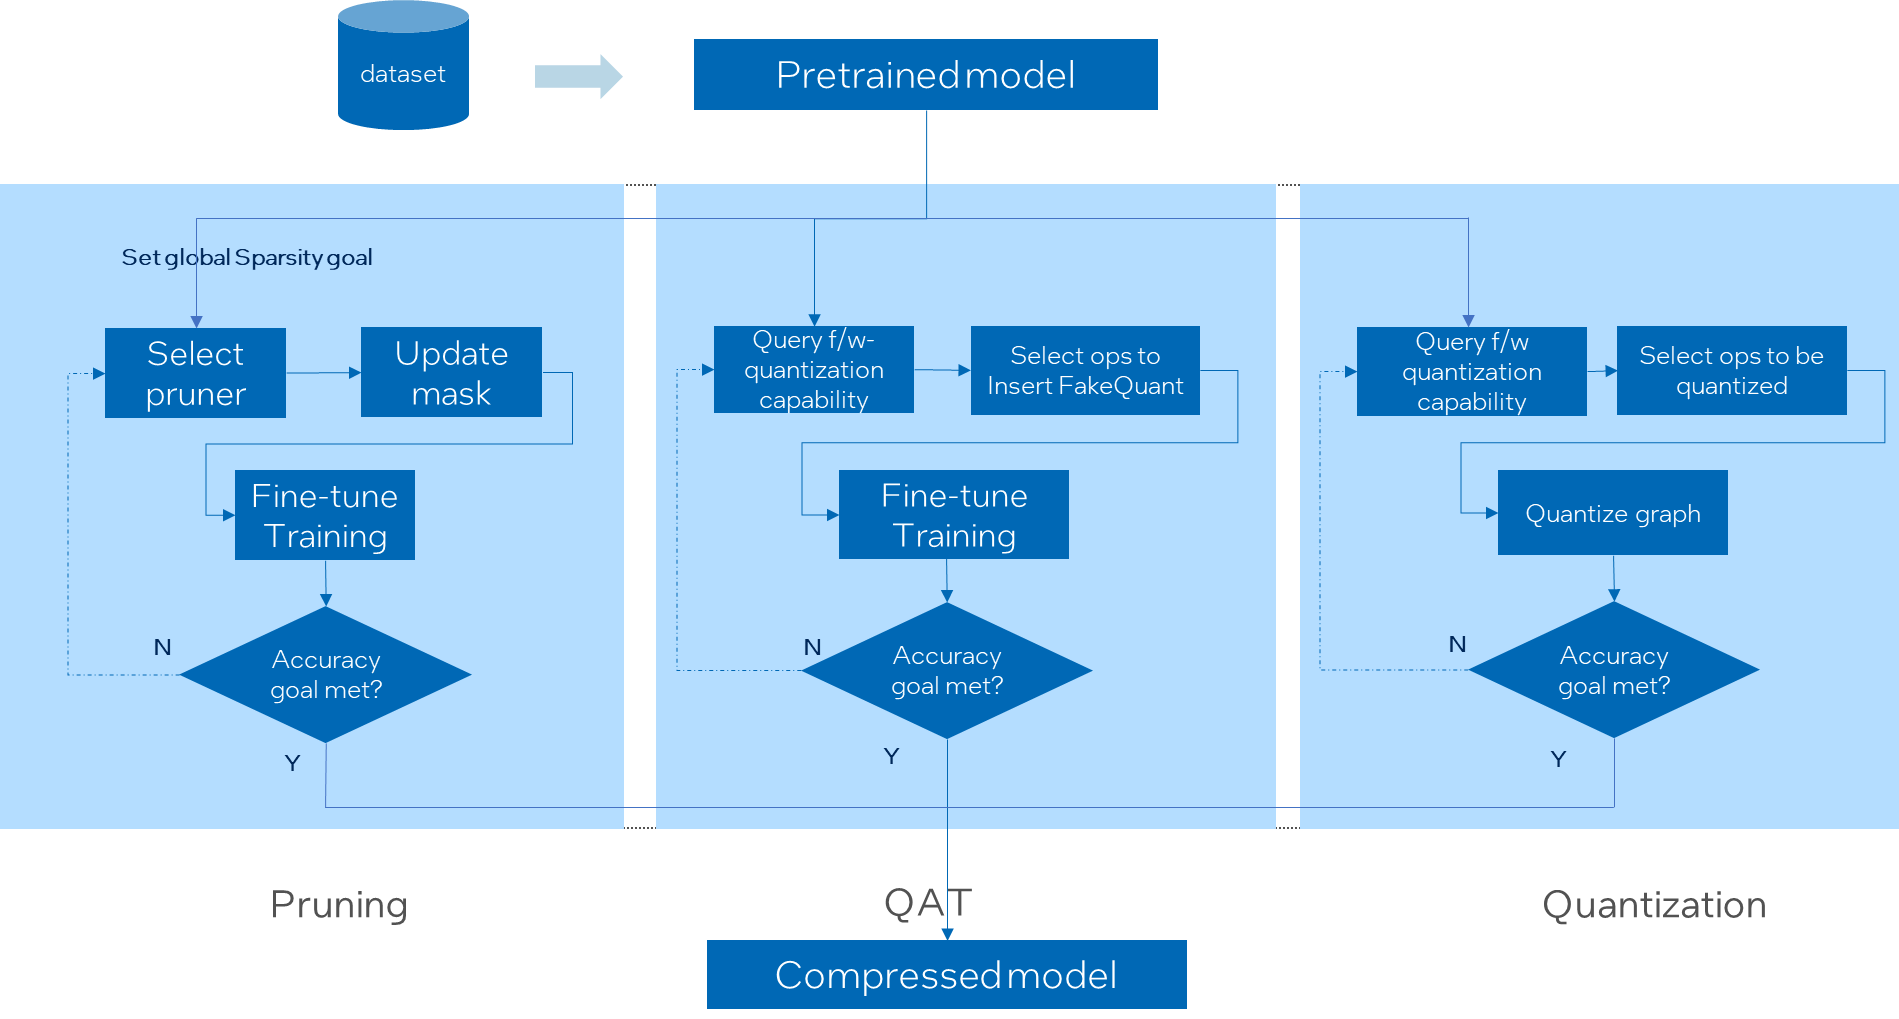 dataset
Pretrained model
Set global Sparsity goal
Select
pruner
Update
mask
Fine-tune
Training
N
Accuracy
goal met?
Y
Query f/w-
quantization
capability
Select ops to
Insert FakeQuant
Fine-tune
Training
N
Accuracy
goal met?
Y
Query f/w
quantization
capability
Select ops to be
quantized
Quantize graph
N
Accuracy
goal met?
Y
Pruning
QAT
Quantization
Compressed model